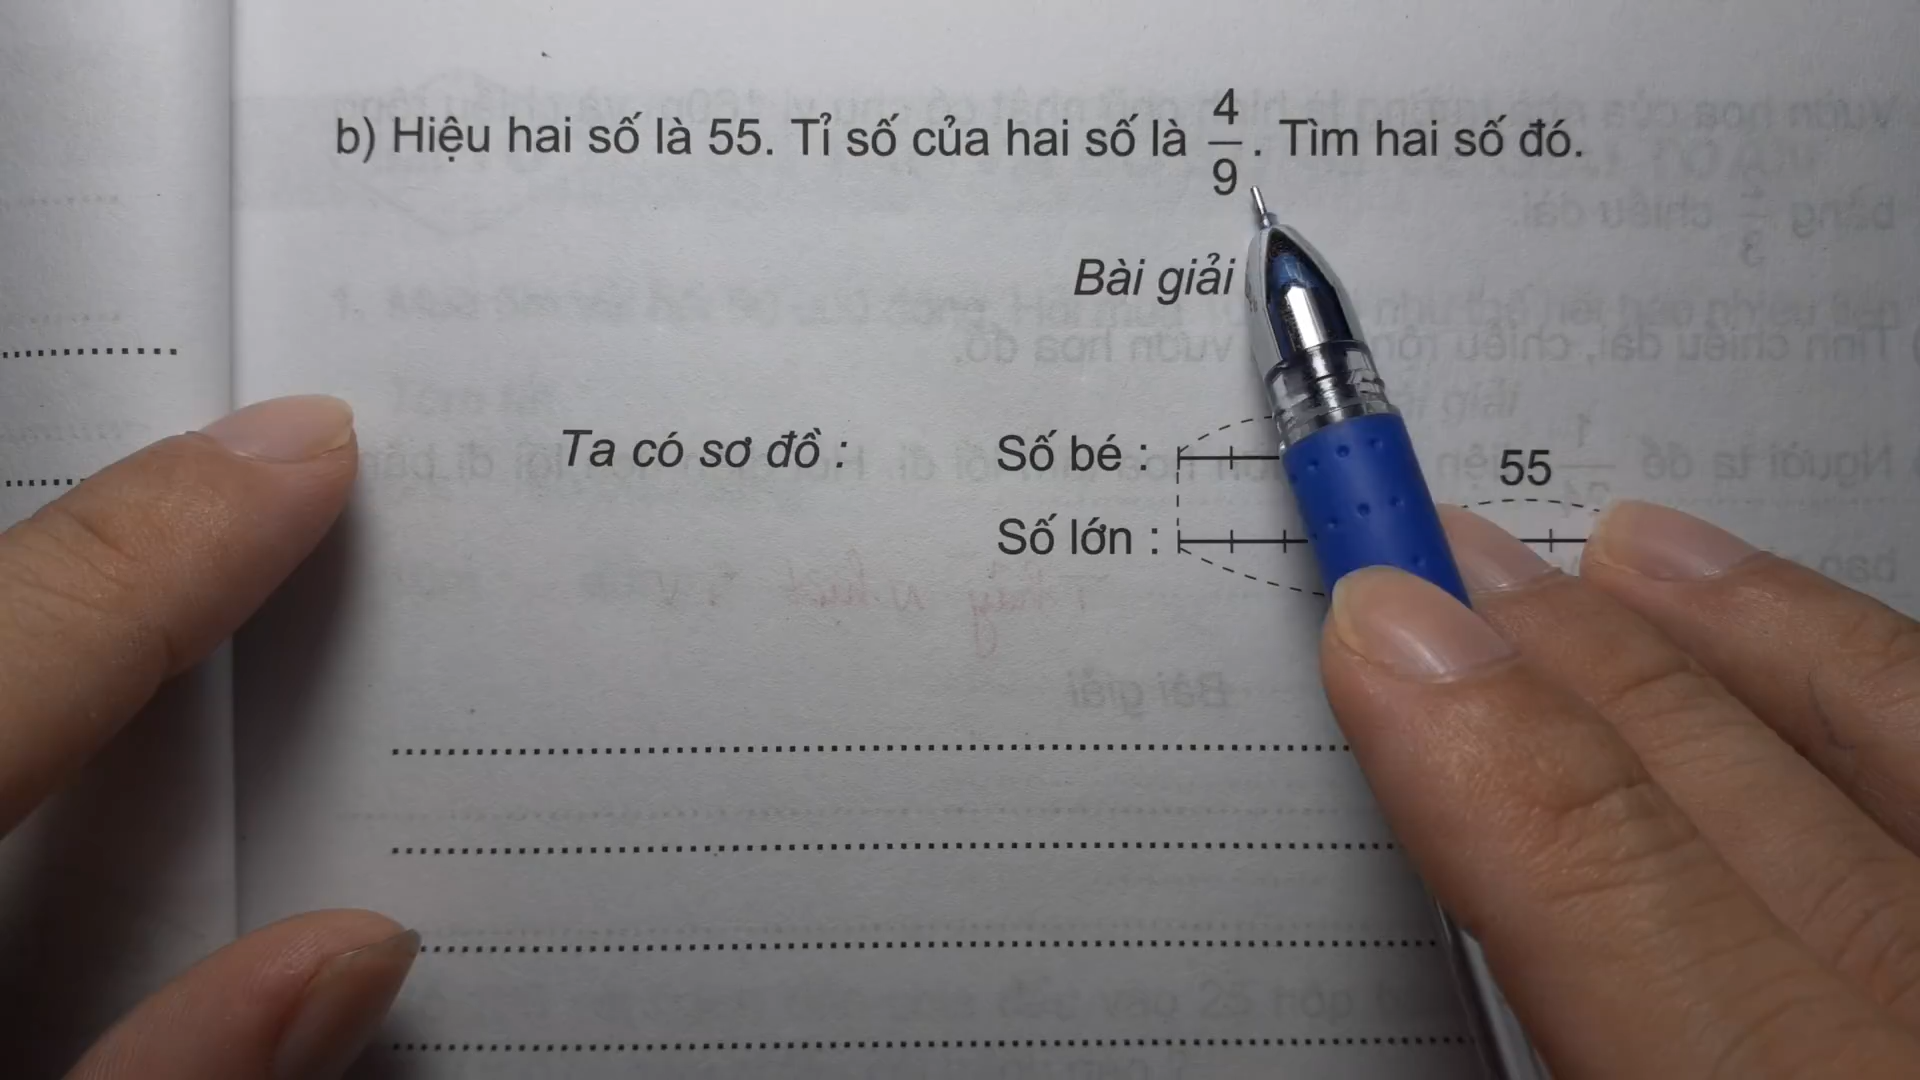 b) Hiệu hai số là 55. Tỉ số của hai số là 4/9. Tìm hai số đó.
Bài giải
Ta có sơ đồ :
Số bé :
55
Số lớn :